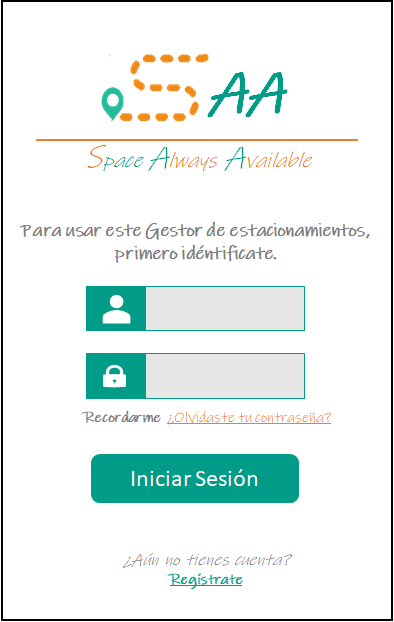 SAA
Space Always Available
Para usar este Gestor de estacionamientos,
primero idéntificate.
Recordarme ¿Olvidaste tu contraseña?
Iniciar Sesión
¿Aún no tienes cuenta?
Regístrate